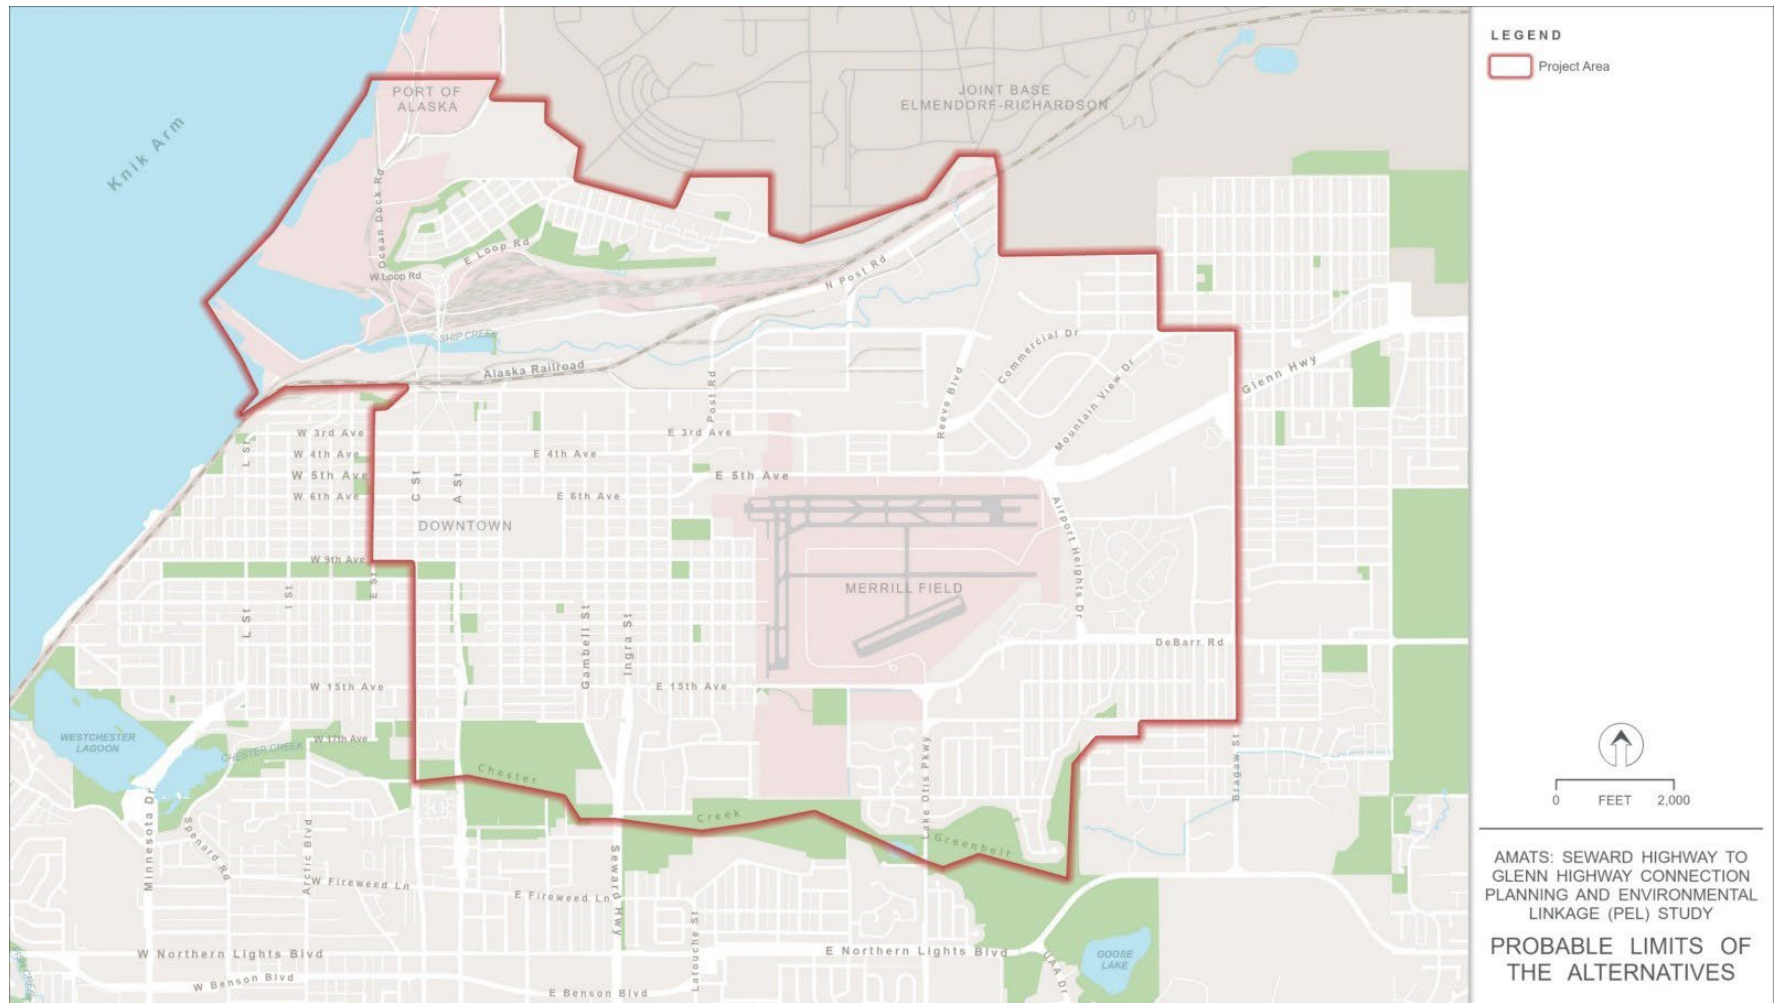 LEGEND
Project Area
PORT OF
ALASKA
JOINT BASE
ELMENDORF-RICHARDSON
Knik Arm
Ocean Dock Rd
E Loop Rd
W Loop Rd
N Post Rd
SHIP CREEK
Alaska Railroad
Commercial Dr
Mountain View Dr
Glenn Hwy
Reeve Blvd
Post Rd
W 3rd Ave
E 3rd Ave
L St
W 4th Ave
E 4th Ave
W 5th Ave
E 5th Ave
W 6th Ave
E 6th Ave
C St
A St
DOWNTOWN
Airport Heights Dr
W 9th Ave
E St
I St
L St
MERRILL FIELD
Gambell St
Ingra St
DeBarr Rd
W 15th Ave
E 15th Ave
WESTCHESTER
LAGOON
CHESTER CREEK
W 17th Ave
Chester
Creek
Greenbelt
Lake Otis Pkwy
Bragaw St
Minnesota Dr
Spenard Rd
Arctic Blvd
W Fireweed Ln
E Fireweed Ln
Seward Hwy
Latouche St
W Northern Lights Blvd
E Northern Lights Blvd
W Benson Blvd
E Benson Blvd
UAA Dr
GOOSE
LAKE
0 FEET 2,000
AMATS: SEWARD HIGHWAY TO
GLENN HIGHWAY CONNECTION
PLANNING AND ENVIRONMENTAL
LINKAGE (PEL) STUDY
PROBABLE LIMITS OF
THE ALTERNATIVES